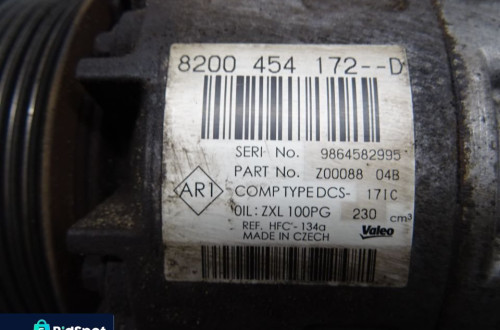 8200 454 172--D
SERI No. 9864582995
PART No. Z00088 04B
AR1
COMP TYPE DCS- 171C
OIL: ZXL 100PG 230 cm³
REF. HFC-134a
MADE IN CZECH
Valeo
BidSpot